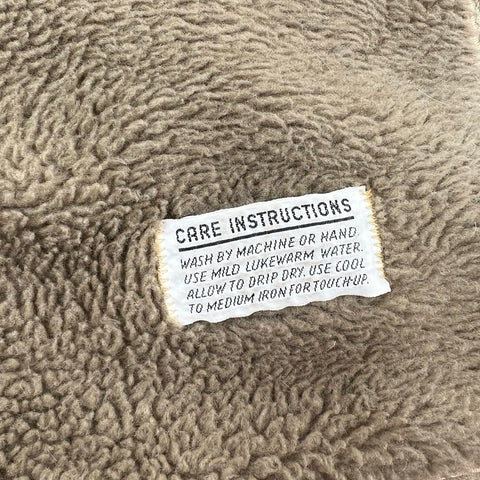 CARE INSTRUCTIONS
WASH BY MACHINE OR HAND.
USE MILD LUKEWARM WATER.
ALLOW TO DRIP DRY. USE COOL
TO MEDIUM IRON FOR TOUCH-UP.